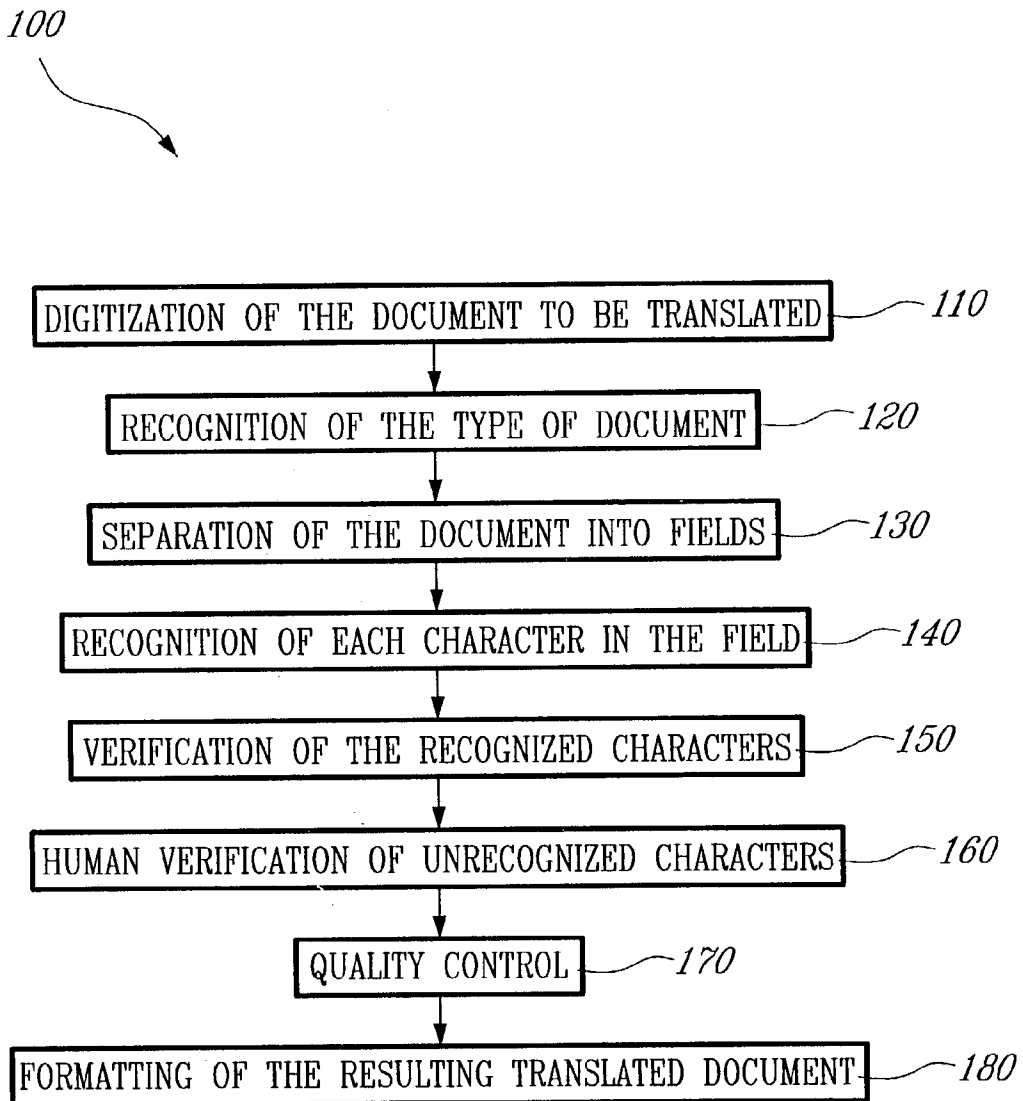 100
DIGITIZATION OF THE DOCUMENT TO BE TRANSLATED 110
RECOGNITION OF THE TYPE OF DOCUMENT 120
SEPARATION OF THE DOCUMENT INTO FIELDS 130
RECOGNITION OF EACH CHARACTER IN THE FIELD 140
VERIFICATION OF THE RECOGNIZED CHARACTERS 150
HUMAN VERIFICATION OF UNRECOGNIZED CHARACTERS 160
QUALITY CONTROL 170
FORMATTING OF THE RESULTING TRANSLATED DOCUMENT 180